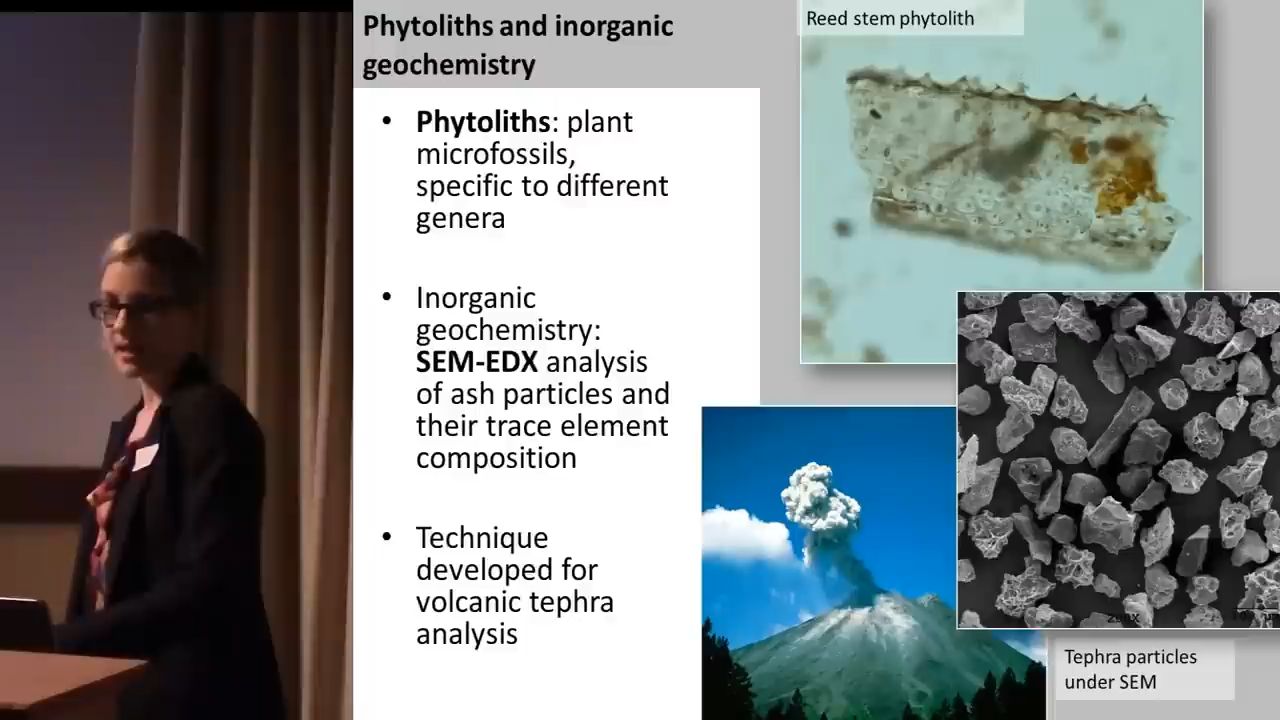 Phytoliths and inorganic
geochemistry
• Phytoliths: plant
microfossils,
specific to different
genera
• Inorganic
geochemistry:
SEM-EDX analysis
of ash particles and
their trace element
composition
• Technique
developed for
volcanic tephra
analysis
Reed stem phytolith
Tephra particles
under SEM